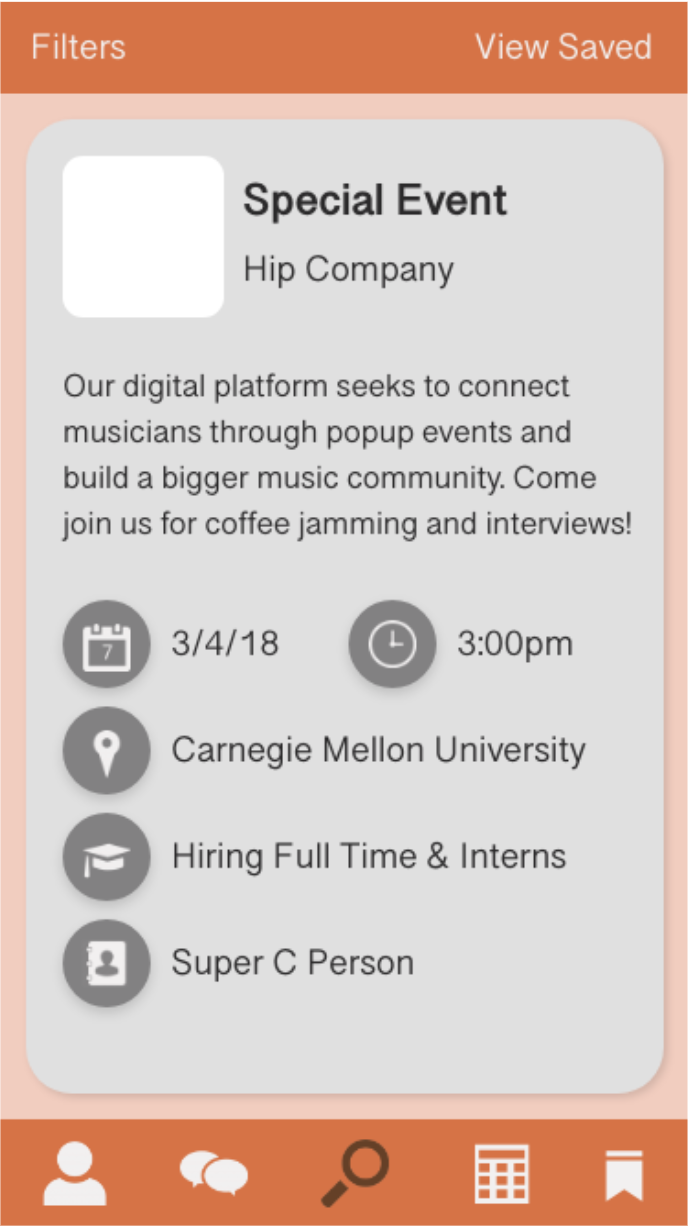 Filters
View Saved
Special Event
Hip Company
Our digital platform seeks to connect
musicians through popup events and
build a bigger music community. Come
join us for coffee jamming and interviews!
7
3/4/18
3:00pm
Carnegie Mellon University
Hiring Full Time & Interns
Super C Person